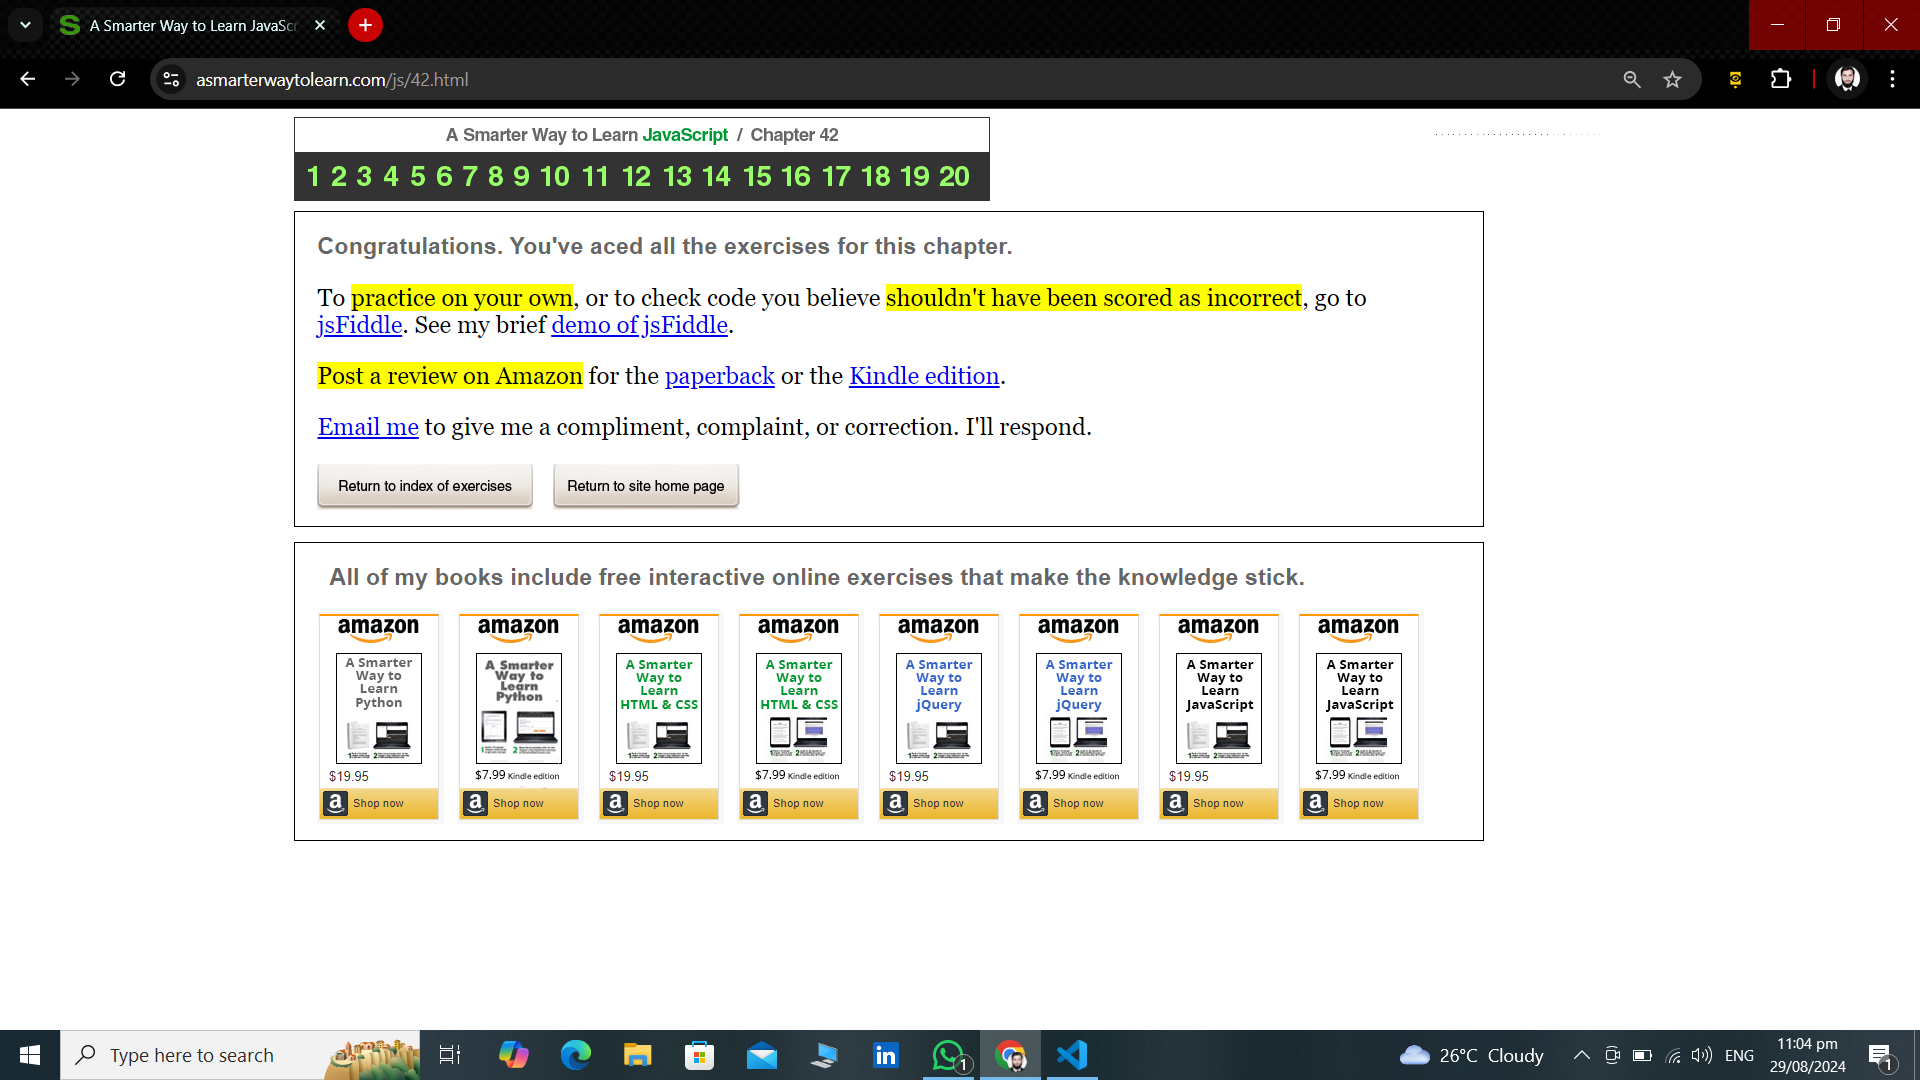 A Smarter Way to Learn JavaScr
asmarterwaytolearn.com/js/42.html
A Smarter Way to Learn JavaScript / Chapter 42
1 2 3 4 5 6 7 8 9 10 11 12 13 14 15 16 17 18 19 20
Congratulations. You've aced all the exercises for this chapter.
To practice on your own, or to check code you believe shouldn't have been scored as incorrect, go to
jsFiddle. See my brief demo of jsFiddle.
Post a review on Amazon for the paperback or the Kindle edition.
Email me to give me a compliment, complaint, or correction. I'll respond.
Return to index of exercises Return to site home page
All of my books include free interactive online exercises that make the knowledge stick.
amazon amazon amazon amazon amazon amazon amazon amazon
A Smarter A Smarter A Smarter A Smarter A Smarter A Smarter A Smarter A Smarter
Way to Way to Way to Way to Way to Way to Way to Way to
Learn Learn Learn Learn Learn Learn Learn Learn
Python Python HTML & CSS HTML & CSS jQuery jQuery JavaScript JavaScript
$19.95 $7.99 Kindle edition $19.95 $7.99 Kindle edition $19.95 $7.99 Kindle edition $19.95 $7.99 Kindle edition
a Shop now a Shop now a Shop now a Shop now a Shop now a Shop now a Shop now a Shop now
Type here to search
in
1
26°C Cloudy
ENG
11:04 pm
29/08/2024
1